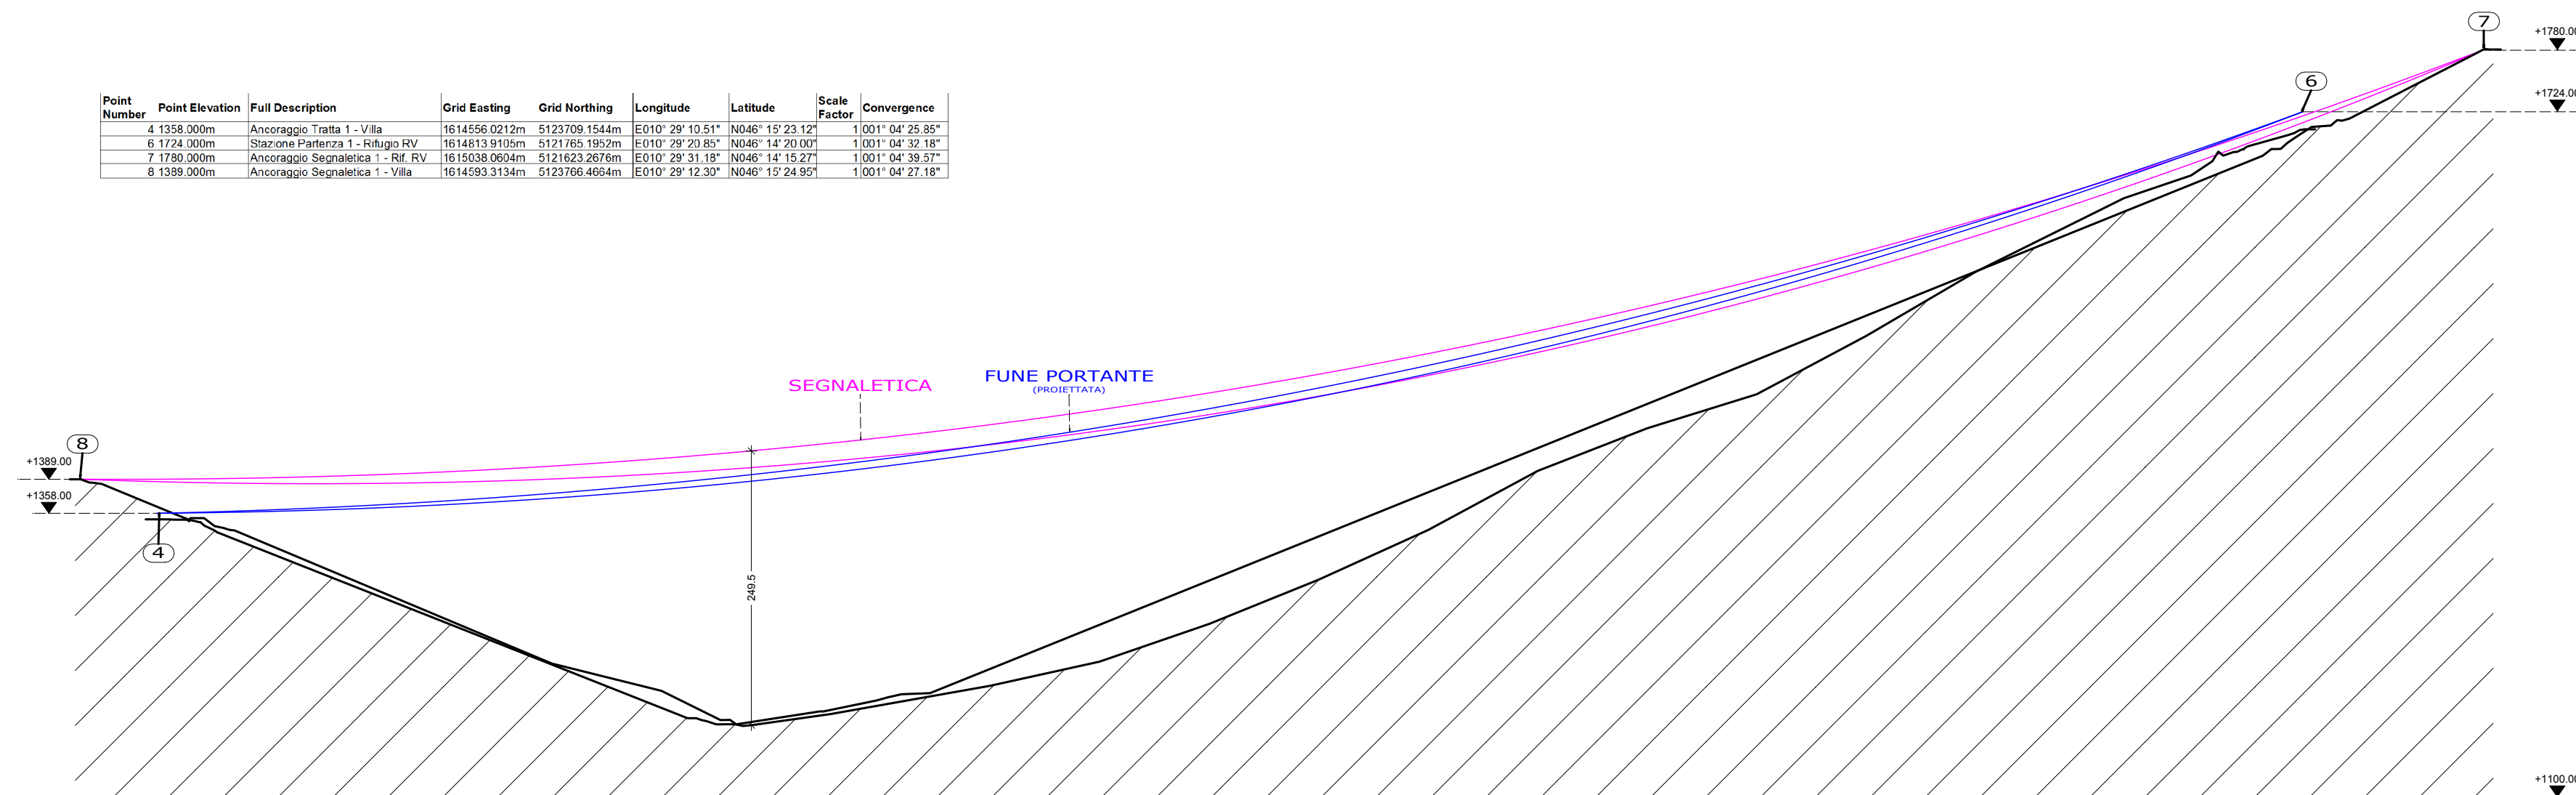 7
+1780.00
6
+1724.00
Point Number Point Elevation Full Description Grid Easting Grid Northing Longitude Latitude Scale Factor Convergence
4 1358.000m Ancoraggio Tratta 1 - Villa 1614556.0212m 5123709.1544m E010° 29' 10.51" N046° 15' 23.12" 1 001° 04' 25.85"
6 1724.000m Stazione Partenza 1 - Rifugio RV 1614813.9105m 5121765.1952m E010° 29' 20.85" N046° 14' 20.00" 1 001° 04' 32.18"
7 1780.000m Ancoraggio Segnaletica 1 - Rif. RV 1615038.0604m 5121623.2676m E010° 29' 31.18" N046° 14' 15.27" 1 001° 04' 39.57"
8 1389.000m Ancoraggio Segnaletica 1 - Villa 1614593.3134m 5123766.4664m E010° 29' 12.30" N046° 15' 24.95" 1 001° 04' 27.18"
SEGNALETICA
FUNE PORTANTE
(PROIETTATA)
8
+1389.00
+1358.00
4
249.5
+1100.00